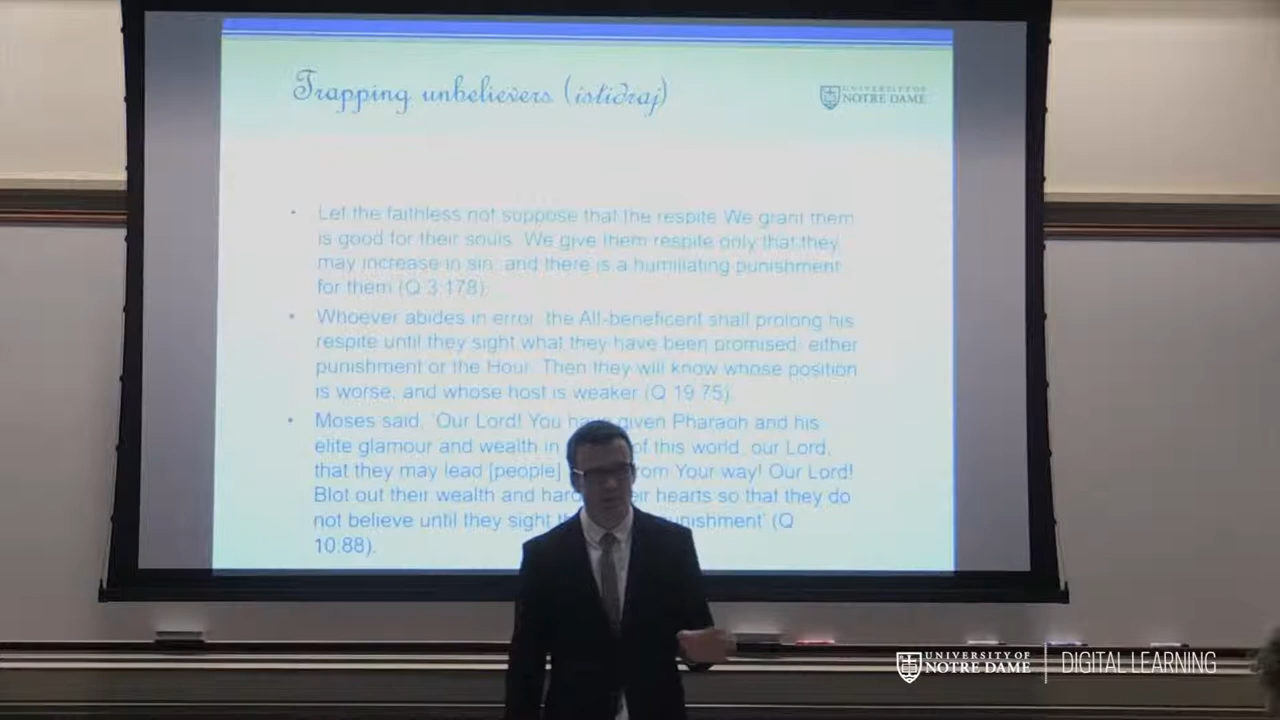 Trapping unbelievers (istidraj)
UNIVERSITY OF
NOTRE DAME
• Let the faithless not suppose that the respite We grant them
is good for their souls. We give them respite only that they
may increase in sin, and there is a humiliating punishment
for them (Q 3:178).
• Whoever abides in error, the All-beneficent shall prolong his
respite until they sight what they have been promised, either
punishment or the Hour. Then they will know whose position
is worse, and whose host is weaker (Q 19:75).
• Moses said, 'Our Lord! You have given Pharaoh and his
elite glamour and wealth in of this world, our Lord,
that they may lead [people] from Your way! Our Lord!
Blot out their wealth and hearts so that they do
not believe until they sight punishment' (Q
10:88).
UNIVERSITY OF
NOTRE DAME
DIGITAL LEARNING